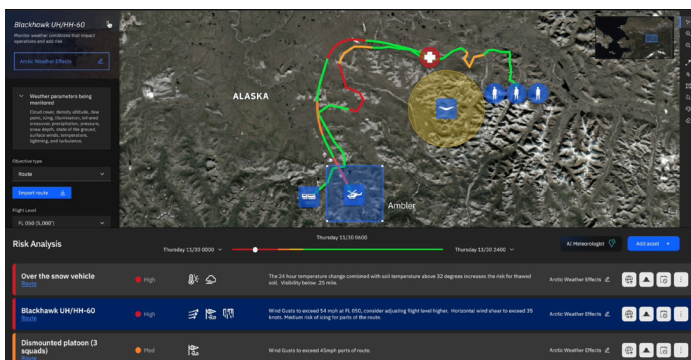 Blackhawk UH/HH-60
Monitor weather conditions that impact
operations and add risk
Arctic Weather Effects
Weather parameters being
monitored
Cloud cover, density altitude, dew
point, icing, illumination, infrared
crossover, precipitation, pressure,
snow depth, state of the ground,
surface winds, temperature,
lightning, and turbulence.
Objective type
Route
Import route
Flight Level
FL 050 (5,000')
ALASKA
Ambler
Risk Analysis
Thursday 11/30 0000
Thursday 11/30 0600
Thursday 11/30 2400
AI Meteorologist
Add asset +
Over the snow vehicle
Route
High
The 24 hour temperature change combined with soil temperature above 32 degrees increases the risk for thawed
soil. Visibility below .25 mile.
Arctic Weather Effects
Blackhawk UH/HH-60
Route
High
Wind Gusts to exceed 54 mph at FL 050, consider adjusting flight level higher. Horizontal wind shear to exceed 35
knots. Medium risk of icing for parts of the route.
Arctic Weather Effects
Dismounted platoon (3
squads)
Route
Med
Wind Gusts to exceed 45mph parts of route.
Arctic Weather Effects